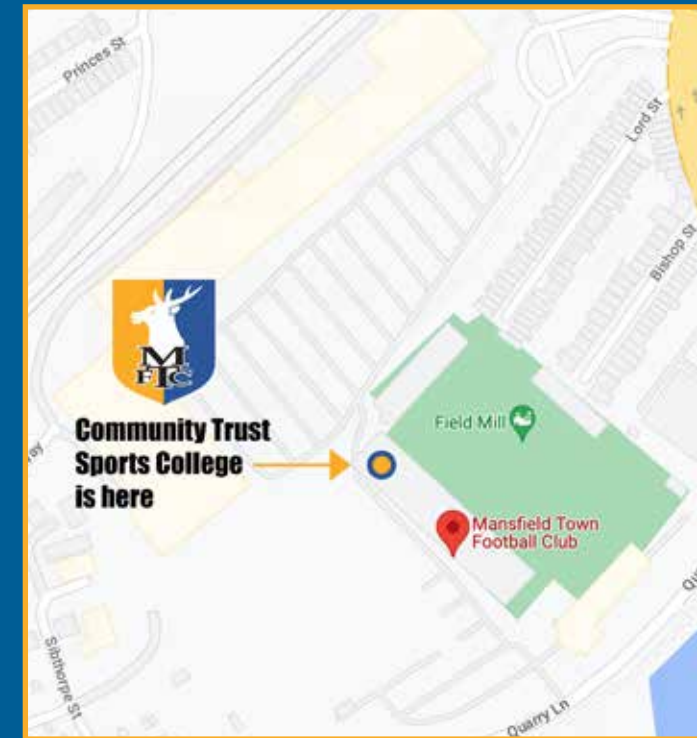 Princes St
Lord St
Bishop St
M
FTC
Community Trust
Sports College
is here
Field Mill
Mansfield Town
Football Club
Sibthorpe St
Quarry Ln